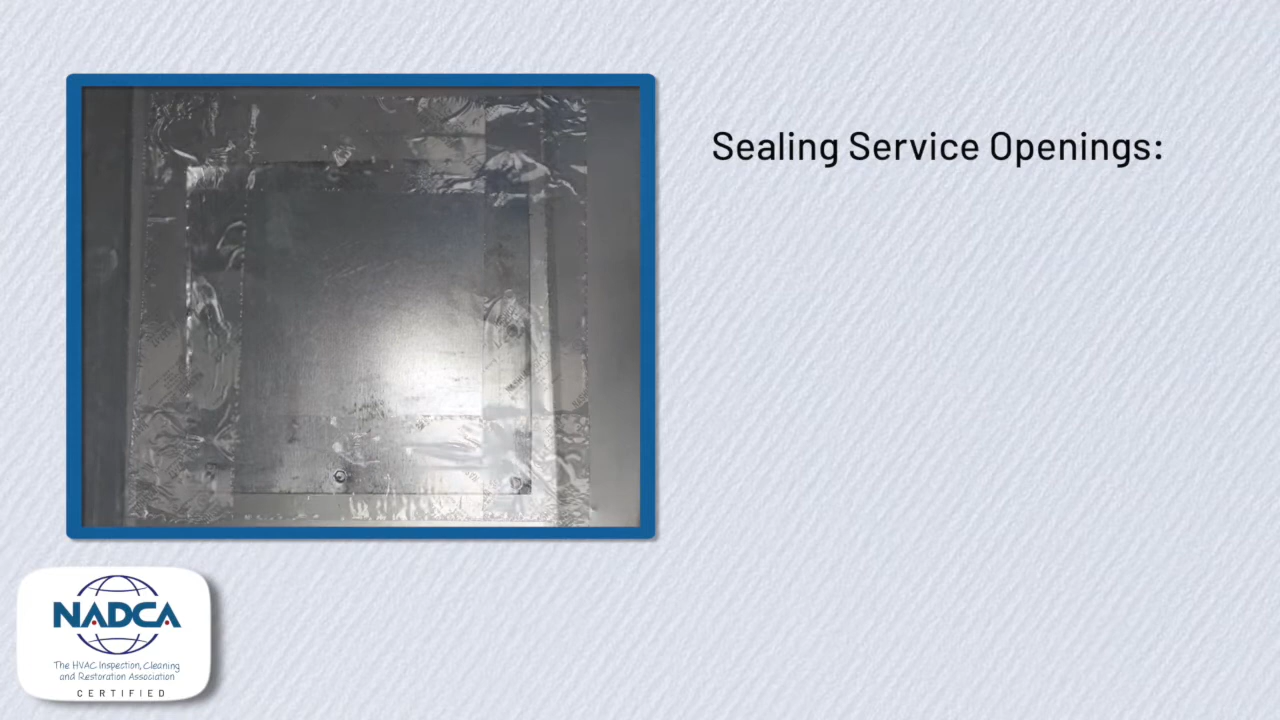 Sealing Service Openings:
NADCA
The HVAC Inspection, Cleaning
and Restoration Association
CERTIFIED